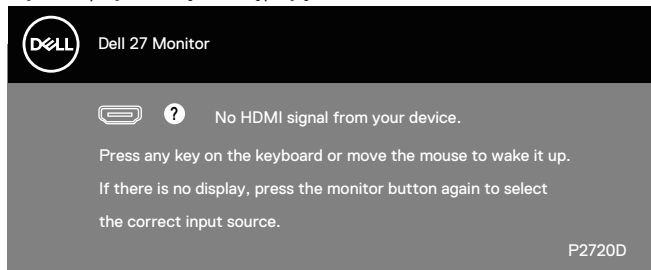 DELL
Dell 27 Monitor
? No HDMI signal from your device.
Press any key on the keyboard or move the mouse to wake it up.
If there is no display, press the monitor button again to select
the correct input source.
P2720D